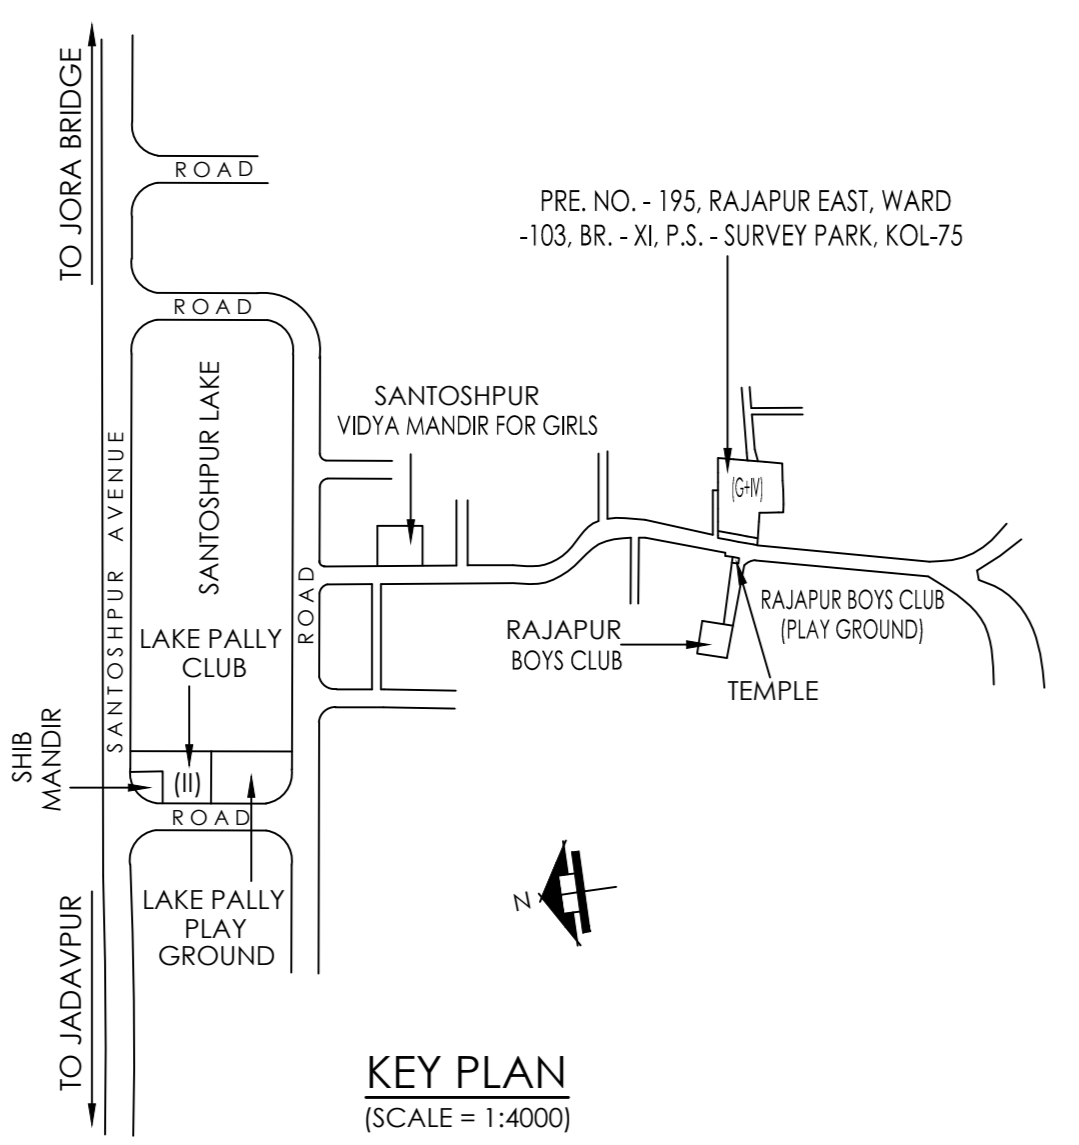 TO JORA BRIDGE
ROAD
PRE. NO. - 195, RAJAPUR EAST, WARD
-103, BR. - XI, P.S. - SURVEY PARK, KOL-75
ROAD
SANTOSHPUR LAKE
SANTOSHPUR AVENUE
SANTOSHPUR
VIDYA MANDIR FOR GIRLS
(G+IV)
ROAD
RAJAPUR BOYS CLUB
(PLAY GROUND)
RAJAPUR
BOYS CLUB
TEMPLE
LAKE PALLY
CLUB
SHIB
MANDIR
(II)
ROAD
LAKE PALLY
PLAY
GROUND
N
TO JADAVPUR
KEY PLAN
(SCALE = 1:4000)